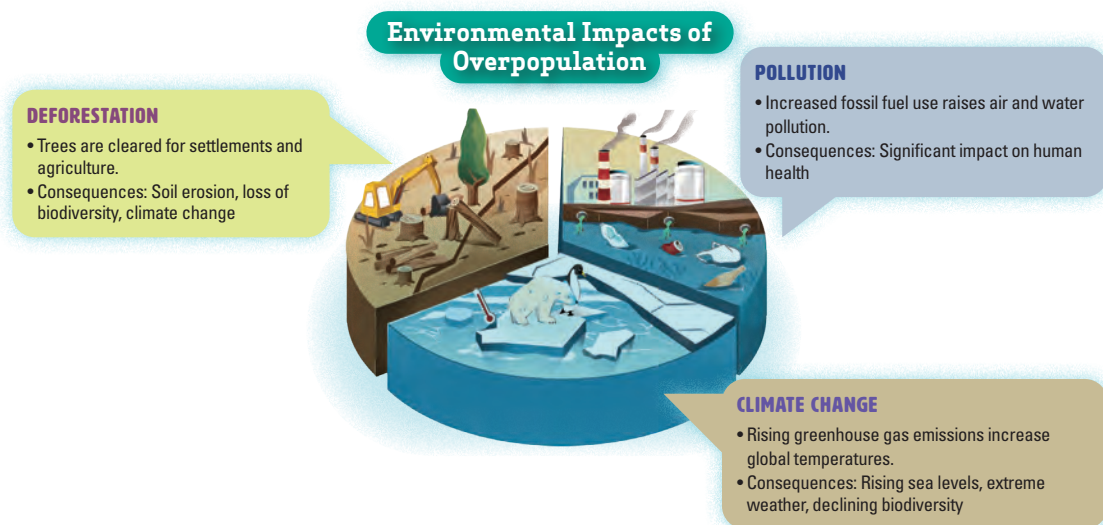 Environmental Impacts of
Overpopulation
DEFORESTATION
• Trees are cleared for settlements and
agriculture.
• Consequences: Soil erosion, loss of
biodiversity, climate change
POLLUTION
• Increased fossil fuel use raises air and water
pollution.
• Consequences: Significant impact on human
health
CLIMATE CHANGE
• Rising greenhouse gas emissions increase
global temperatures.
• Consequences: Rising sea levels, extreme
weather, declining biodiversity